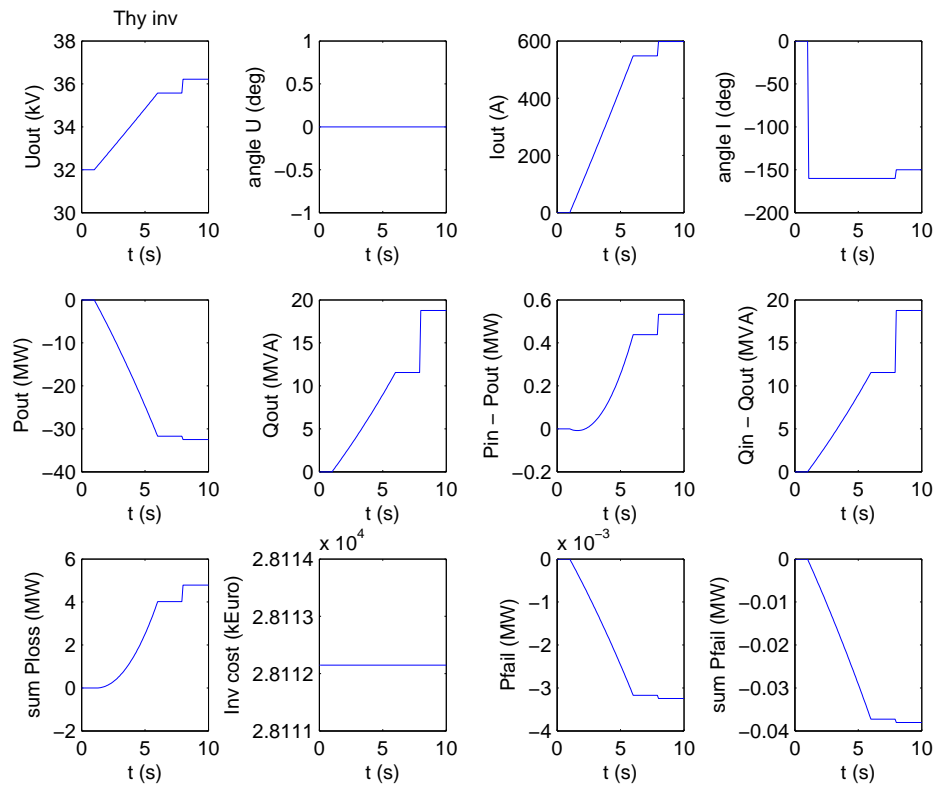 Thy inv
38
36
34
32
30
0 5 10
Uout (kV)
t (s)
1
0.5
0
−0.5
−1
0 5 10
angle U (deg)
t (s)
600
400
200
0
0 5 10
Iout (A)
t (s)
0
−50
−100
−150
−200
0 5 10
angle I (deg)
t (s)
0
−10
−20
−30
−40
0 5 10
Pout (MW)
t (s)
20
15
10
5
0
0 5 10
Qout (MVA)
t (s)
0.6
0.4
0.2
0
−0.2
0 5 10
Pin − Pout (MW)
t (s)
20
15
10
5
0
0 5 10
Qin − Qout (MVA)
t (s)
6
4
2
0
−2
0 5 10
sum Ploss (MW)
t (s)
x 10^4
2.8114
2.8113
2.8112
2.8112
2.8111
0 5 10
Inv cost (kEuro)
t (s)
x 10^−3
0
−1
−2
−3
−4
0 5 10
Pfail (MW)
t (s)
0
−0.01
−0.02
−0.03
−0.04
0 5 10
sum Pfail (MW)
t (s)